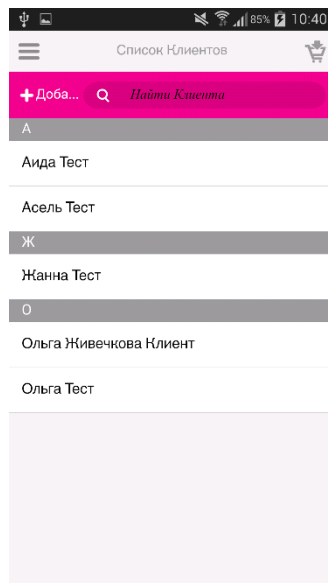 85% 10:40
Список Клиентов
Доба... Найти Клиента
А
Аида Тест
Асель Тест
Ж
Жанна Тест
О
Ольга Живечкова Клиент
Ольга Тест